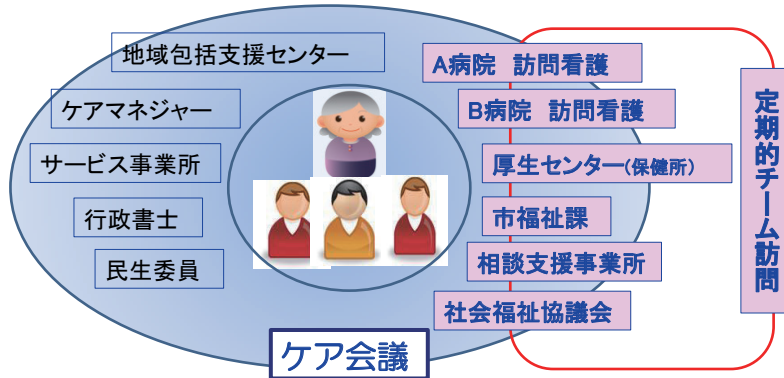 地域包括支援センター
ケアマネジャー
サービス事業所
行政書士
民生委員
A病院　訪問看護
B病院　訪問看護
厚生センター(保健所)
市福祉課
相談支援事業所
社会福祉協議会
定期的チーム訪問
ケア会議